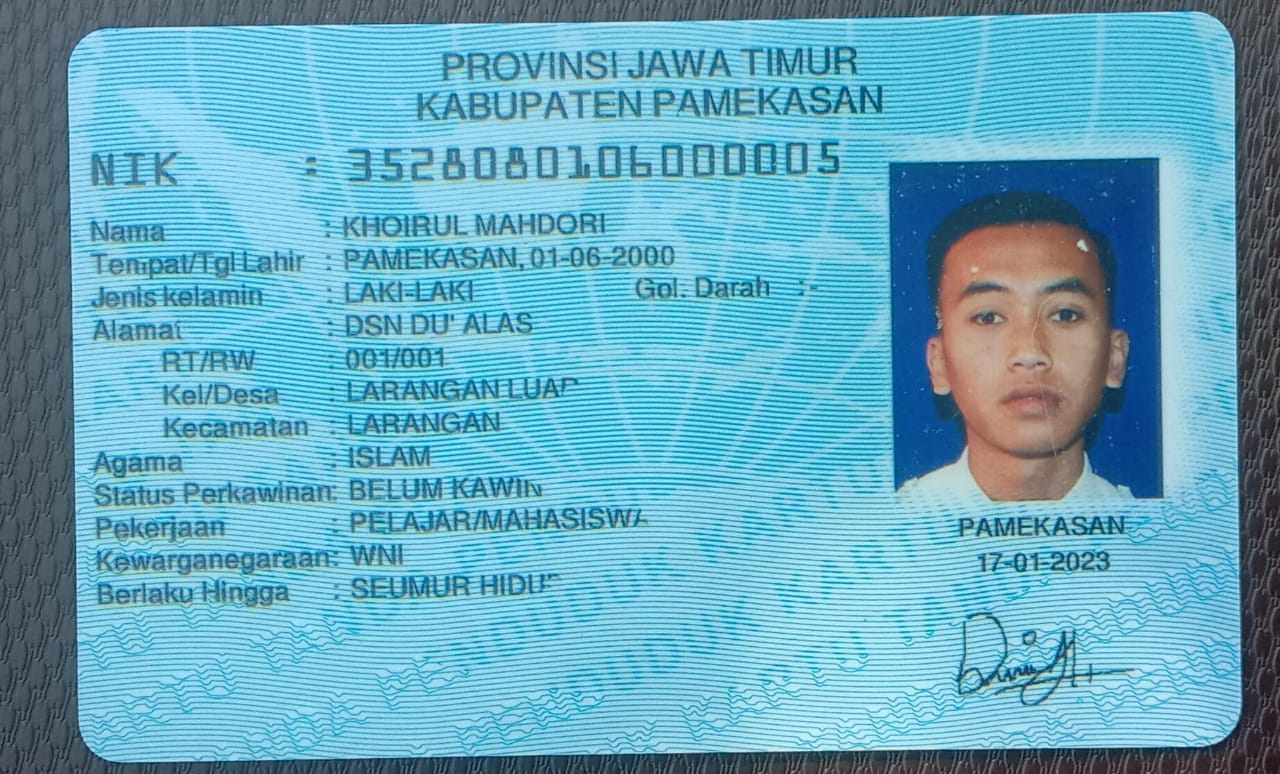 PROVINSI JAWA TIMUR
KABUPATEN PAMEKASAN
NIK : 3528080106000005
Nama : KHOIRUL MAHDORI
Tempat/Tgl Lahir : PAMEKASAN, 01-06-2000
Jenis kelamin : LAKI-LAKI Gol. Darah : -
Alamat : DSN DU' ALAS
RT/RW : 001/001
Kel/Desa : LARANGAN LUAR
Kecamatan : LARANGAN
Agama : ISLAM
Status Perkawinan: BELUM KAWIN
Pekerjaan : PELAJAR/MAHASISWA
Kewarganegaraan: WNI
Berlaku Hingga : SEUMUR HIDUP
PAMEKASAN
17-01-2023